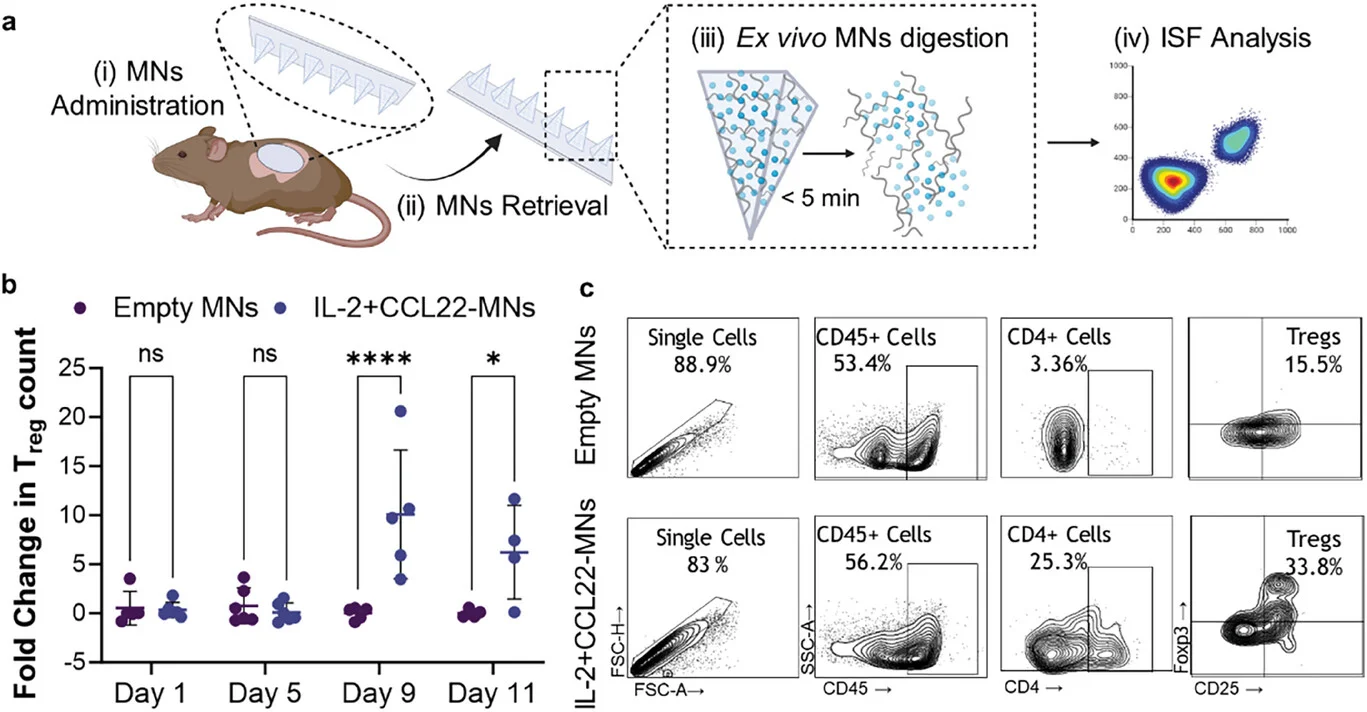 a
(i) MNs
Administration
(ii) MNs Retrieval
(iii) Ex vivo MNs digestion
< 5 min
(iv) ISF Analysis
1000
800
600
400
200
0
0 200 400 600 800 1000
b
Empty MNs IL-2+CCL22-MNs
Fold Change in Treg count
ns ns **** *
25
20
15
10
5
0
-5
Day 1 Day 5 Day 9 Day 11
c
Empty MNs
Single Cells
88.9%
CD45+ Cells
53.4%
CD4+ Cells
3.36%
Tregs
15.5%
IL-2+CCL22-MNs
Single Cells
83 %
CD45+ Cells
56.2%
CD4+ Cells
25.3%
Tregs
33.8%
FSC-H→
FSC-A→
SSC-A→
CD45 →
CD4 →
Foxp3 →
CD25 →